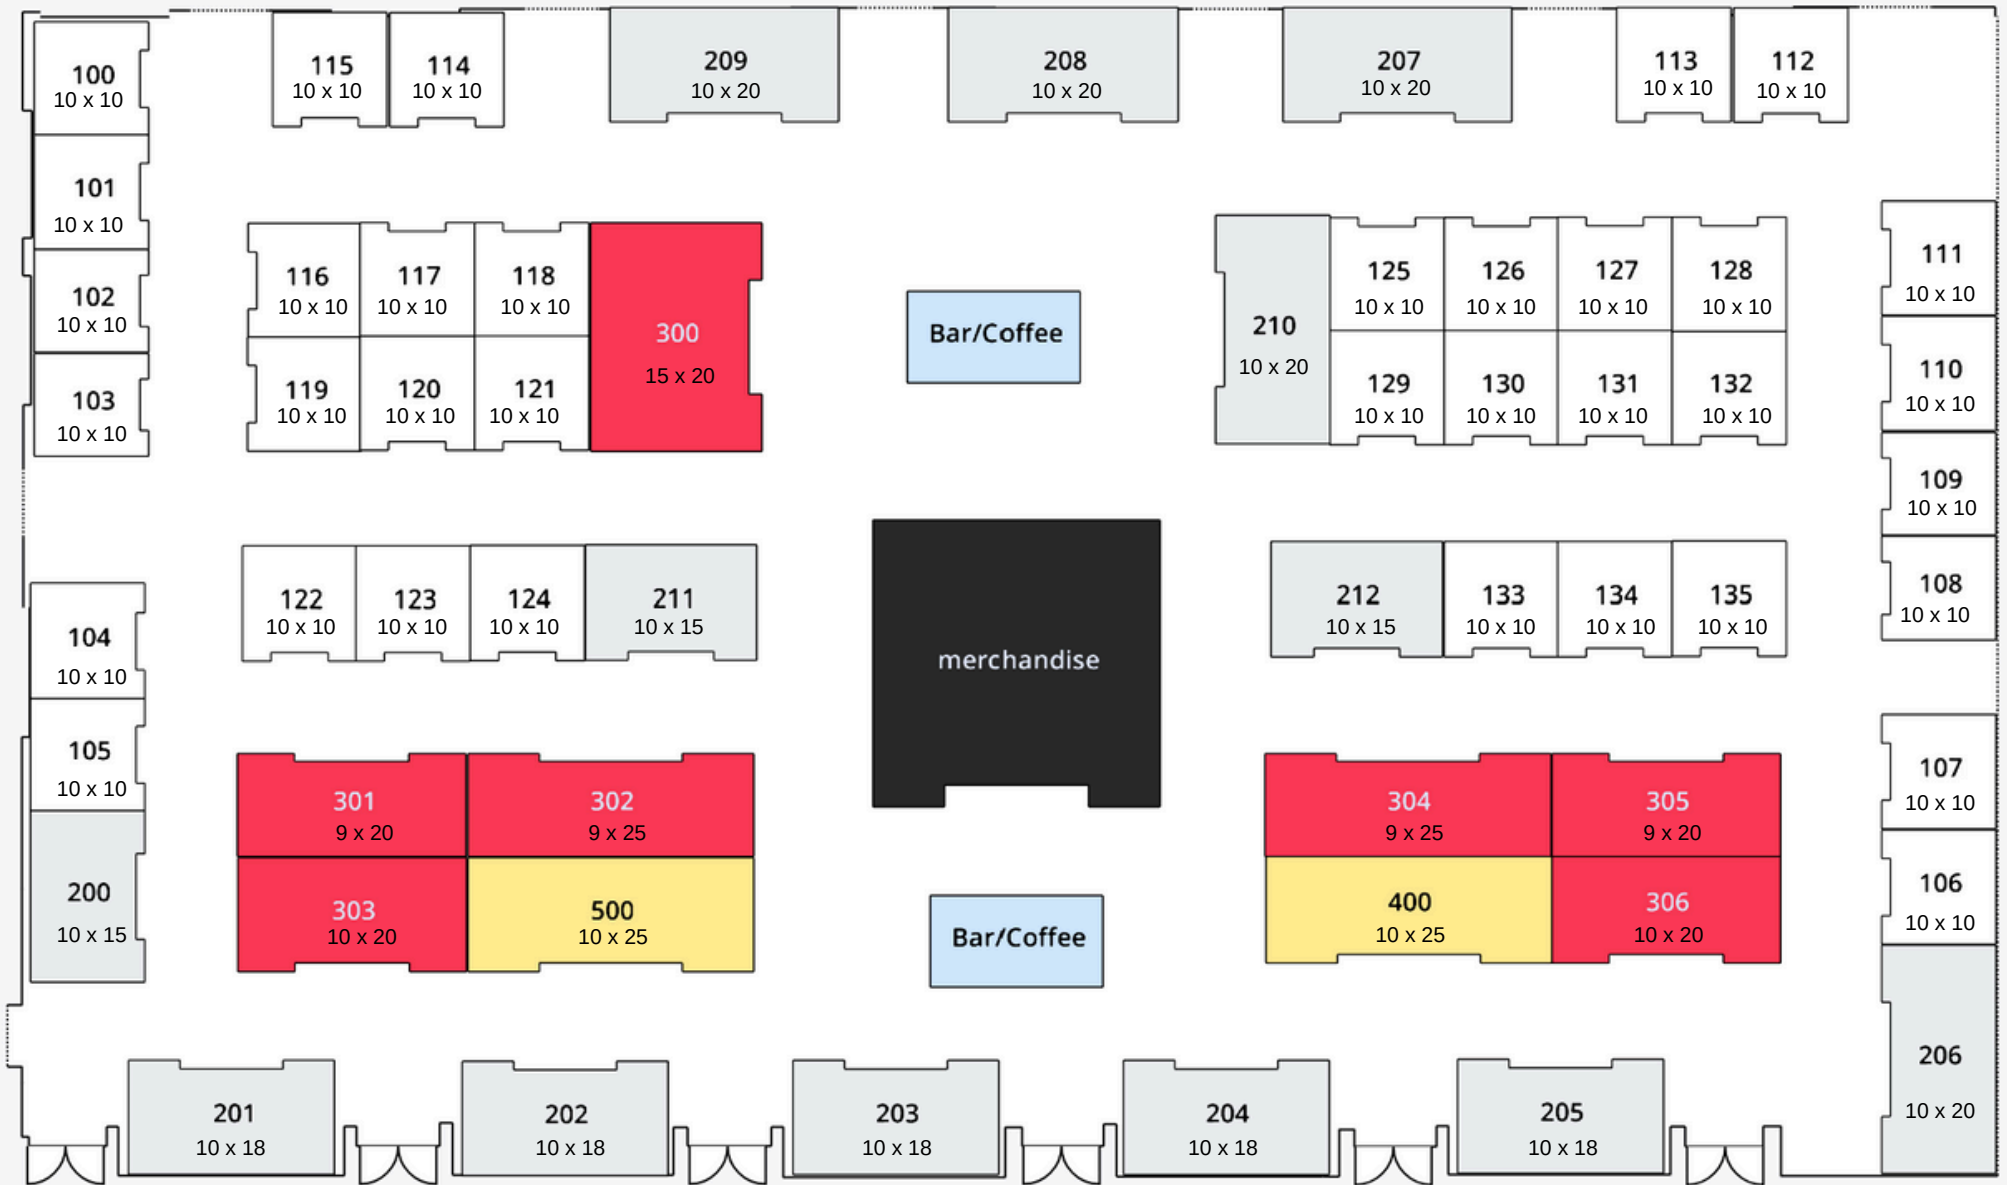 100
10 x 10
115
10 x 10
114
10 x 10
209
10 x 20
208
10 x 20
207
10 x 20
113
10 x 10
112
10 x 10
101
10 x 10
102
10 x 10
103
10 x 10
116
10 x 10
117
10 x 10
118
10 x 10
300
15 x 20
119
10 x 10
120
10 x 10
121
10 x 10
Bar/Coffee
210
10 x 20
125
10 x 10
126
10 x 10
127
10 x 10
128
10 x 10
129
10 x 10
130
10 x 10
131
10 x 10
132
10 x 10
111
10 x 10
110
10 x 10
109
10 x 10
108
10 x 10
104
10 x 10
105
10 x 10
200
10 x 15
122
10 x 10
123
10 x 10
124
10 x 10
211
10 x 15
merchandise
212
10 x 15
133
10 x 10
134
10 x 10
135
10 x 10
301
9 x 20
302
9 x 25
303
10 x 20
500
10 x 25
Bar/Coffee
304
9 x 25
305
9 x 20
400
10 x 25
306
10 x 20
107
10 x 10
106
10 x 10
206
10 x 20
201
10 x 18
202
10 x 18
203
10 x 18
204
10 x 18
205
10 x 18